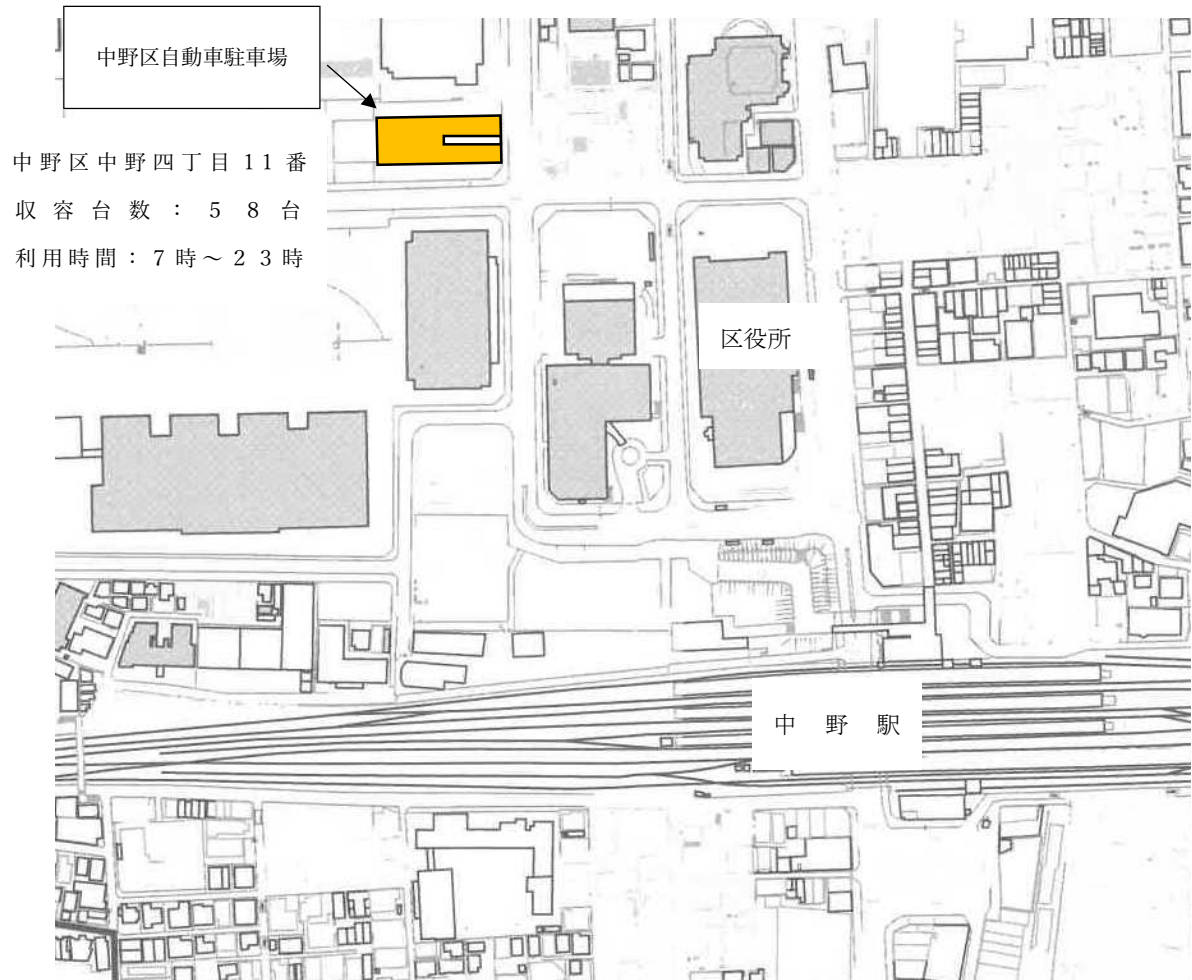 中野区自動車駐車場
中野区中野四丁目11番
収容台数：58台
利用時間：7時～23時
区役所
中野駅